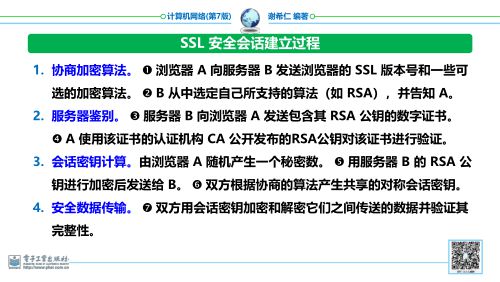 计算机网络(第7版) 谢希仁 编著
SSL 安全会话建立过程
1. 协商加密算法。 ❶ 浏览器 A 向服务器 B 发送浏览器的 SSL 版本号和一些可
选的加密算法。 ❷ B 从中选定自己所支持的算法（如 RSA），并告知 A。
2. 服务器鉴别。 ❸ 服务器 B 向浏览器 A 发送包含其 RSA 公钥的数字证书。
❹ A 使用该证书的认证机构 CA 公开发布的RSA公钥对该证书进行验证。
3. 会话密钥计算。由浏览器 A 随机产生一个秘密数。 ❺ 用服务器 B 的 RSA 公
钥进行加密后发送给 B。 ❻ 双方根据协商的算法产生共享的对称会话密钥。
4. 安全数据传输。 ❼ 双方用会话密钥加密和解密它们之间传送的数据并验证其
完整性。
电子工业出版社
http://www.phei.com.cn